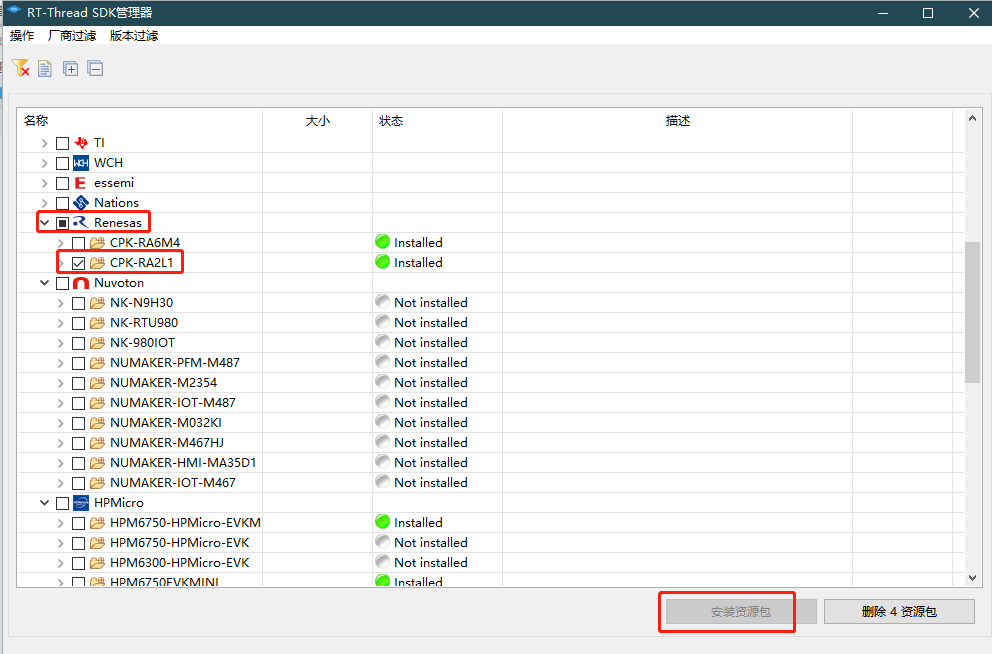 RT-Thread SDK管理器
操作 厂商过滤 版本过滤
名称 大小 状态 描述
TI
WCH WCH
E essemi
Nations
Renesas
CPK-RA6M4 Installed
CPK-RA2L1 Installed
Nuvoton
NK-N9H30 Not installed
NK-RTU980 Not installed
NK-980IOT Not installed
NUMAKER-PFM-M487 Not installed
NUMAKER-M2354 Not installed
NUMAKER-IOT-M487 Not installed
NUMAKER-M032KI Not installed
NUMAKER-M467HJ Not installed
NUMAKER-HMI-MA35D1 Not installed
NUMAKER-IOT-M467 Not installed
HPMicro
HPM6750-HPMicro-EVKM Installed
HPM6750-HPMicro-EVK Not installed
HPM6300-HPMicro-EVK Not installed
HPM6750EVKMINI Installed
安装资源包 删除 4 资源包